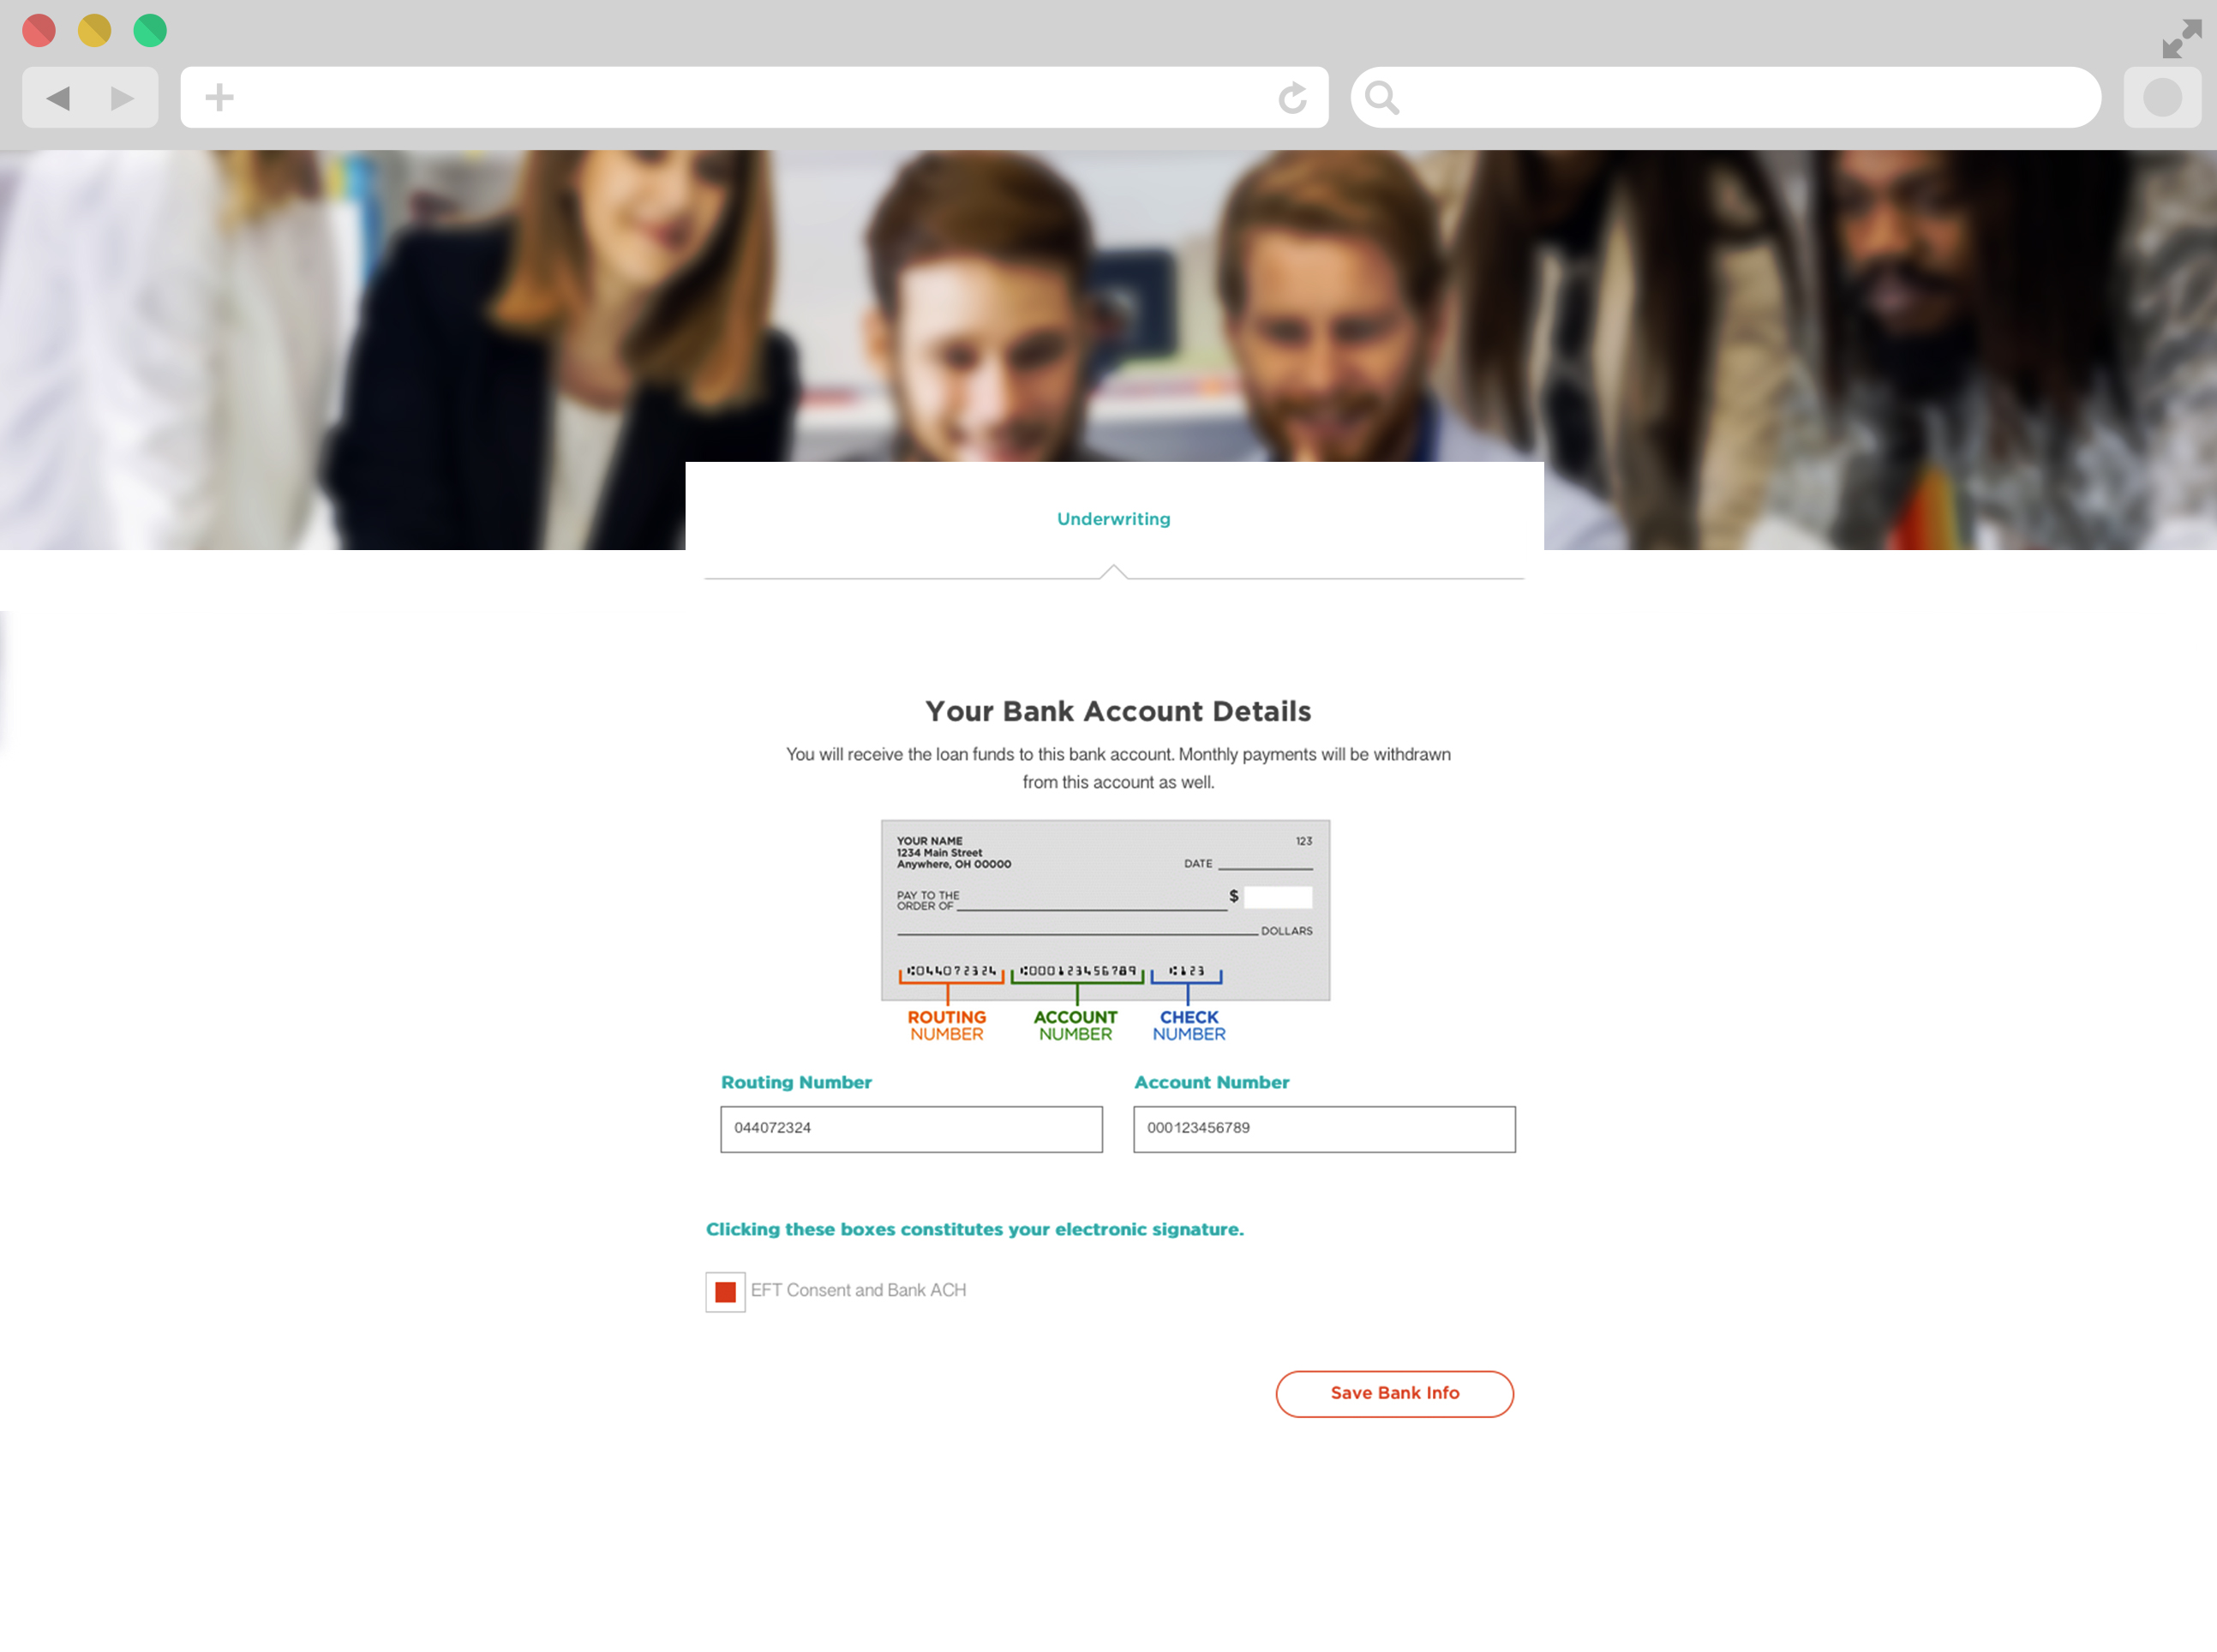 Underwriting
Your Bank Account Details
You will receive the loan funds to this bank account. Monthly payments will be withdrawn
from this account as well.
YOUR NAME
1234 Main Street
Anywhere, OH 00000
123
DATE
PAY TO THE
ORDER OF
$
DOLLARS
⑆044072324 ⑆000123456789 ⑆123
ROUTING
NUMBER
ACCOUNT
NUMBER
CHECK
NUMBER
Routing Number
Account Number
044072324
000123456789
Clicking these boxes constitutes your electronic signature.
EFT Consent and Bank ACH
Save Bank Info